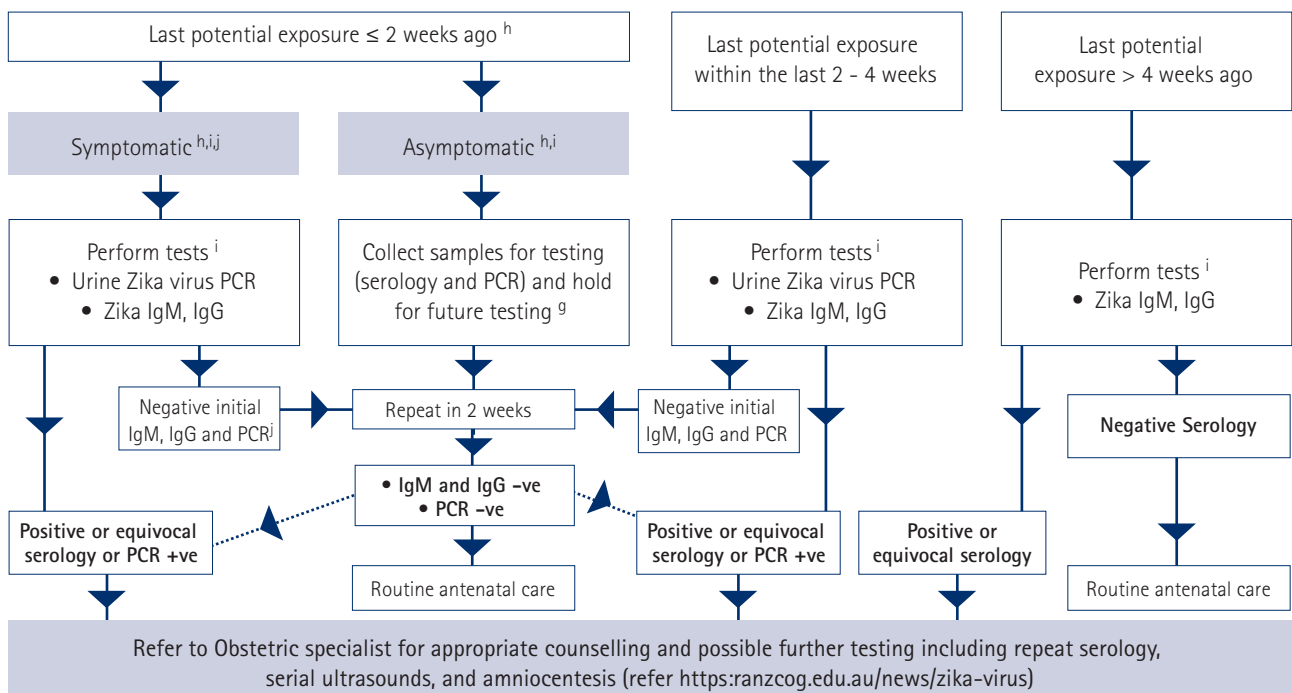 Last potential exposure ≤ 2 weeks ago h
Last potential exposure
within the last 2 - 4 weeks
Last potential
exposure > 4 weeks ago
Symptomatic h,i,j
Asymptomatic h,i
Perform tests i
• Urine Zika virus PCR
• Zika IgM, IgG
Collect samples for testing
(serology and PCR) and hold
for future testing g
Perform tests i
• Urine Zika virus PCR
• Zika IgM, IgG
Perform tests i
• Zika IgM, IgG
Negative initial
IgM, IgG and PCR j
Repeat in 2 weeks
Negative initial
IgM, IgG and PCR
Negative Serology
• IgM and IgG -ve
• PCR -ve
Positive or equivocal
serology or PCR +ve
Positive or equivocal
serology or PCR +ve
Positive or
equivocal serology
Routine antenatal care
Routine antenatal care
Refer to Obstetric specialist for appropriate counselling and possible further testing including repeat serology,
serial ultrasounds, and amniocentesis (refer https:ranzcog.edu.au/news/zika-virus)